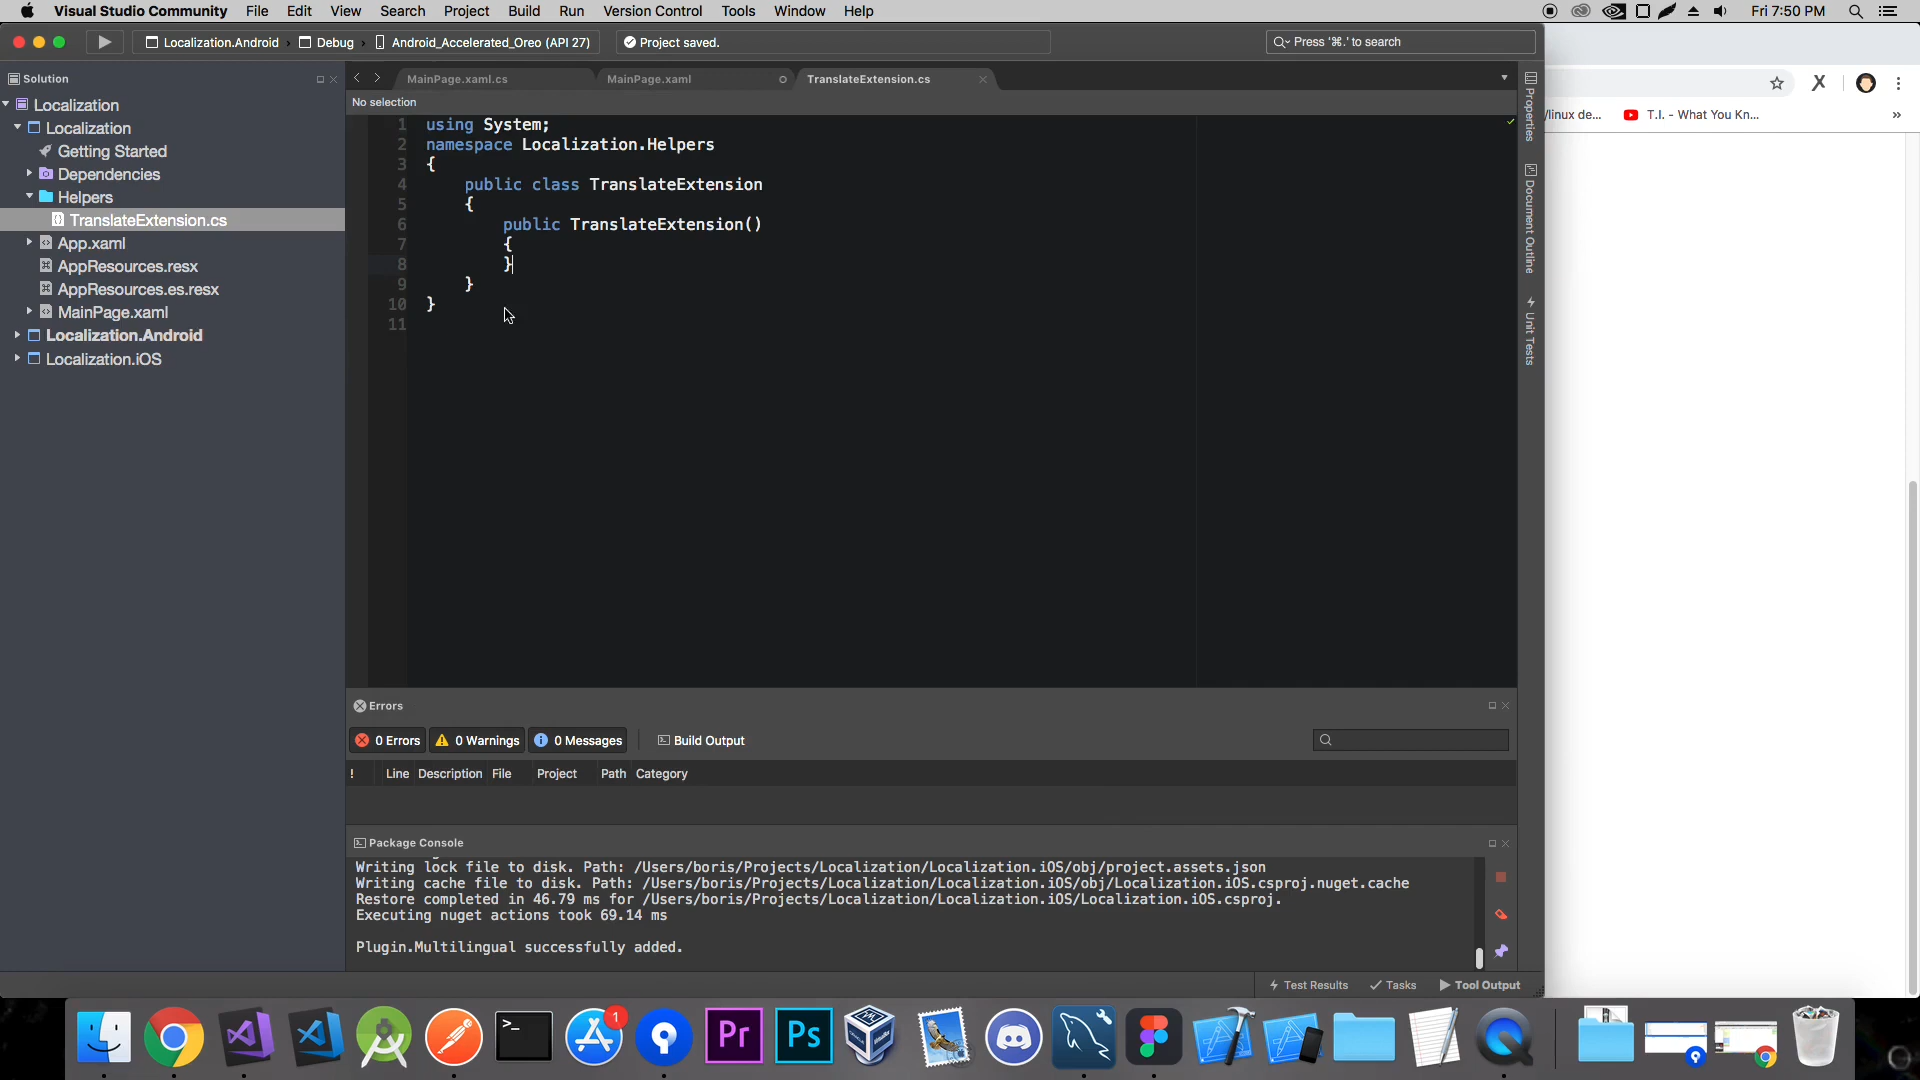 Visual Studio Community File Edit View Search Project Build Run Version Control Tools Window Help Fri 7:50 PM
Localization.Android Debug Android_Accelerated_Oreo (API 27) Project saved. Press '⌘.' to search
Solution
MainPage.xaml.cs MainPage.xaml TranslateExtension.cs
No selection
Localization
Localization
Getting Started
Dependencies
Helpers
TranslateExtension.cs
App.xaml
AppResources.resx
AppResources.es.resx
MainPage.xaml
Localization.Android
Localization.iOS
1 using System;
2 namespace Localization.Helpers
3 {
4 public class TranslateExtension
5 {
6 public TranslateExtension()
7 {
8 }
9 }
10 }
11
Properties
Document Outline
Unit Tests
/linux de... T.I. - What You Kn... »
Errors
0 Errors 0 Warnings 0 Messages Build Output
! Line Description File Project Path Category
Package Console
Writing lock file to disk. Path: /Users/boris/Projects/Localization/Localization.iOS/obj/project.assets.json
Writing cache file to disk. Path: /Users/boris/Projects/Localization/Localization.iOS/obj/Localization.iOS.csproj.nuget.cache
Restore completed in 46.79 ms for /Users/boris/Projects/Localization/Localization.iOS/Localization.iOS.csproj.
Executing nuget actions took 69.14 ms
Plugin.Multilingual successfully added.
Test Results Tasks Tool Output
>_ 1 Pr Ps